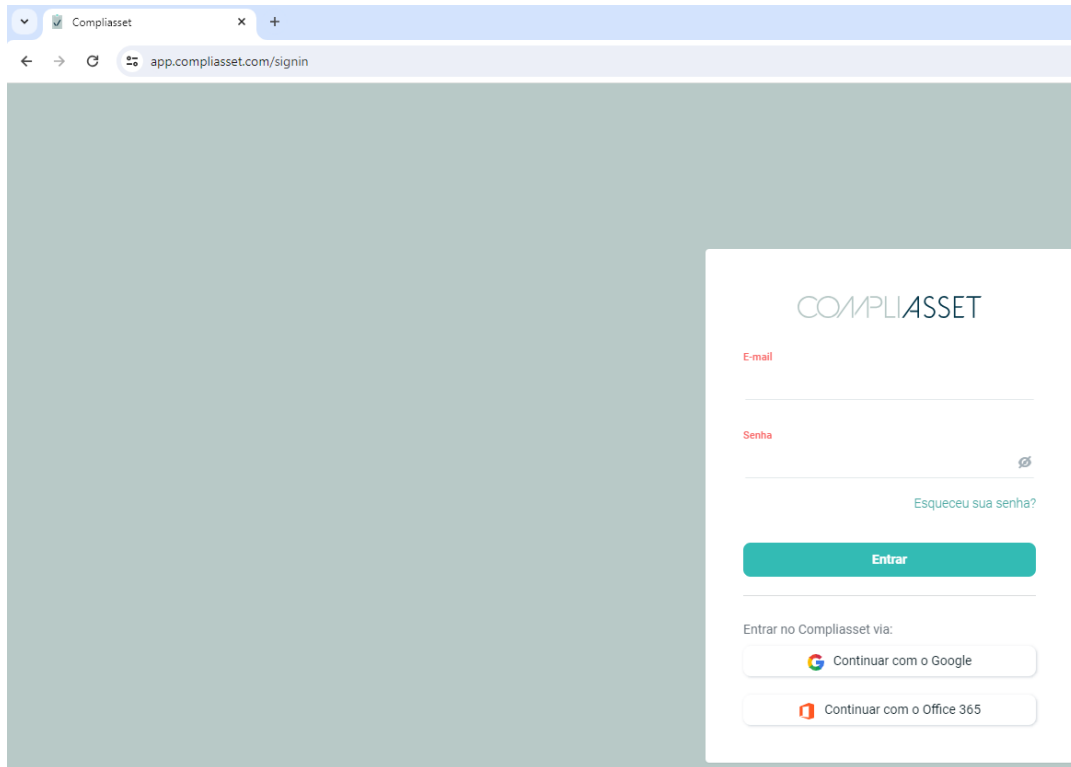 Compliasset
app.compliasset.com/signin
COMPLIASSET
E-mail
Senha
Esqueceu sua senha?
Entrar
Entrar no Compliasset via:
Continuar com o Google
Continuar com o Office 365